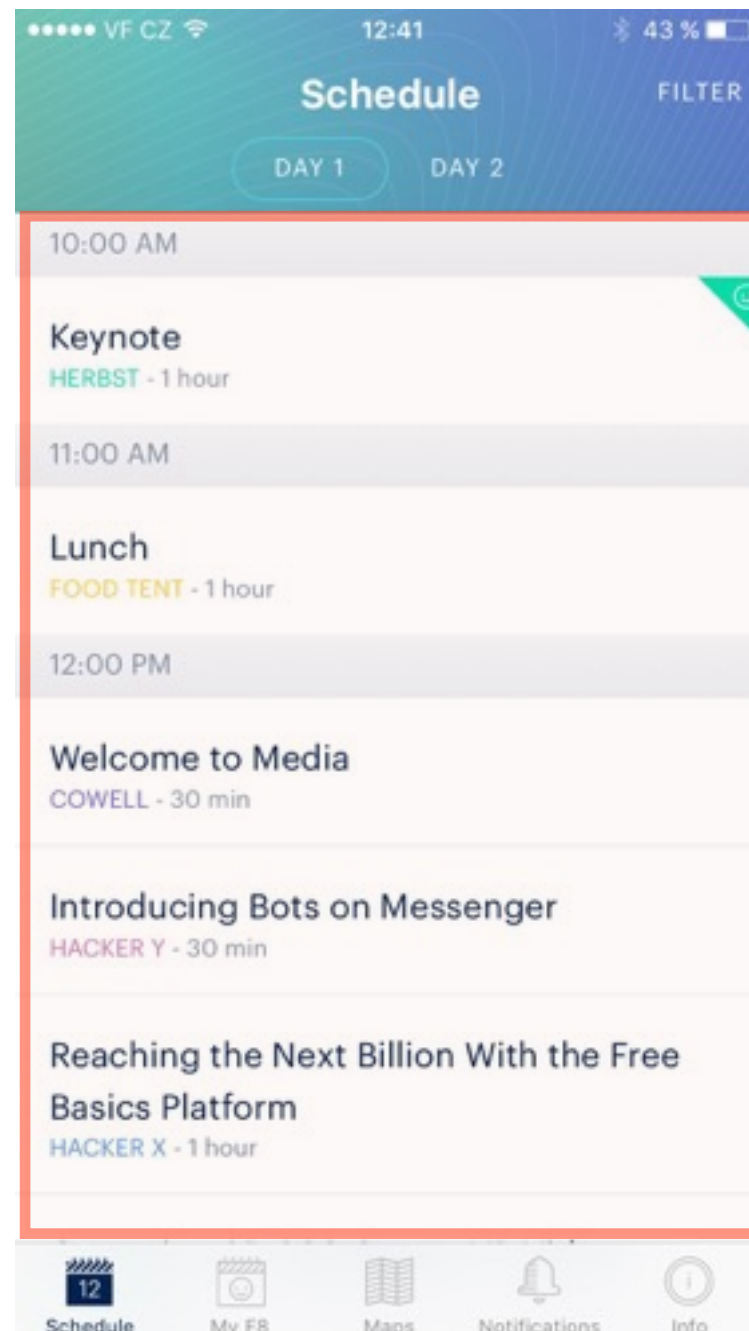 VF CZ 12:41 43 %
Schedule FILTER
DAY 1 DAY 2
10:00 AM
Keynote
HERBST - 1 hour
11:00 AM
Lunch
FOOD TENT - 1 hour
12:00 PM
Welcome to Media
COWELL - 30 min
Introducing Bots on Messenger
HACKER Y - 30 min
Reaching the Next Billion With the Free
Basics Platform
HACKER X - 1 hour
12
Schedule My F8 Maps Notifications Info